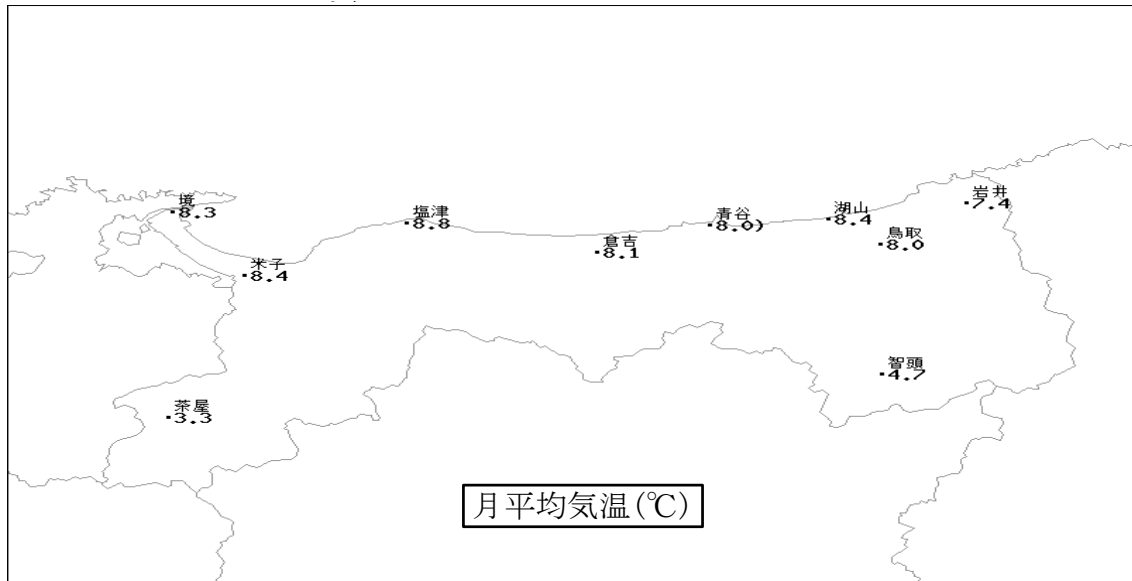 境
8.3
塩津
8.8
青谷
8.0)
湖山
8.4
岩井
7.4
倉吉
8.1
鳥取
8.0
米子
8.4
智頭
4.7
茶屋
3.3
月平均気温(℃)